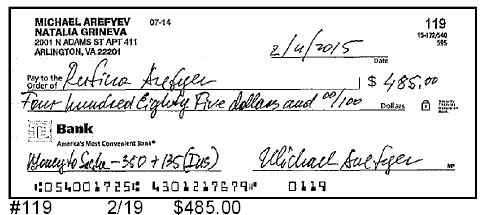 MICHAEL AREFYEV 07-14 119
NATALIA GRINEVA 15-122/540
2001 N ADAMS ST APT 411 595
ARLINGTON, VA 22201
2/4/2015
Date
Pay to the Order of Rufina Arefyev $ 485.00
Four hundred Eighty Five dollars and 00/100 Dollars
Bank
America's Most Convenient Bank®
Money to - 350 + 135 (Ins) Michael Arefyev MP
⑆054001725⑆ 4301217679⑈ 0119
#119 2/19 $485.00